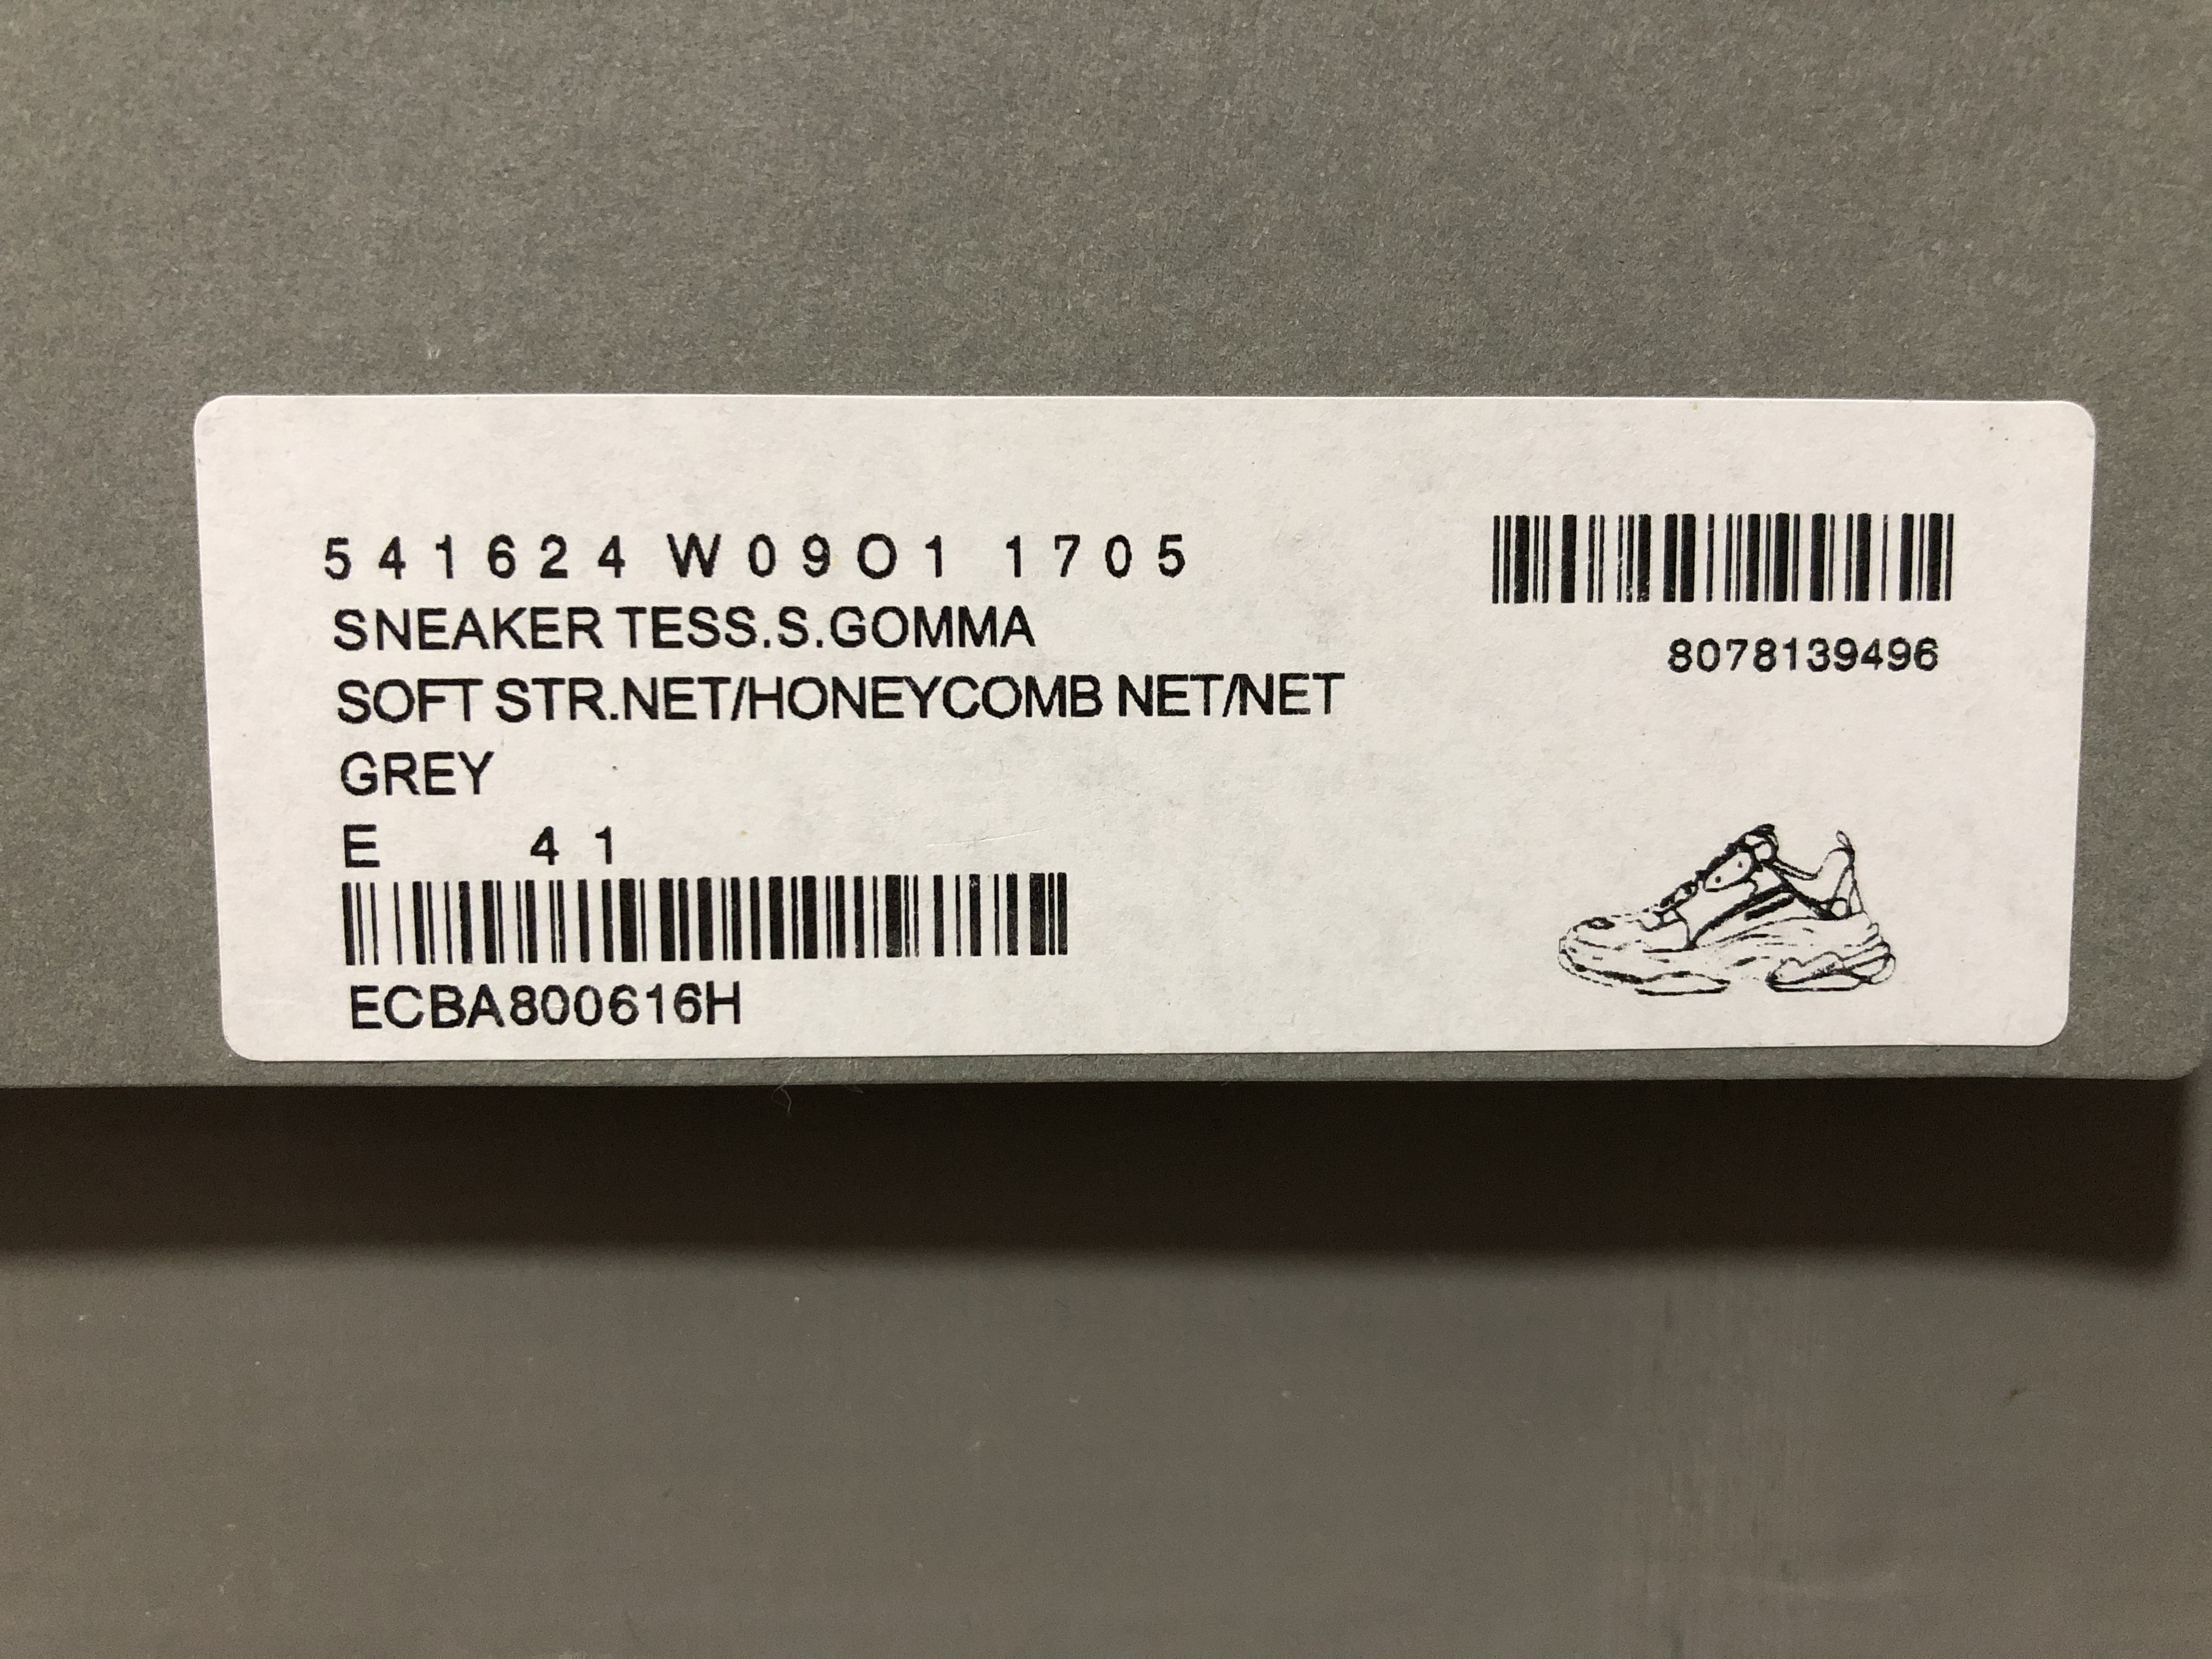 541624 W09O1 1705
SNEAKER TESS.S.GOMMA
SOFT STR.NET/HONEYCOMB NET/NET
GREY
E 41
ECBA800616H
8078139496